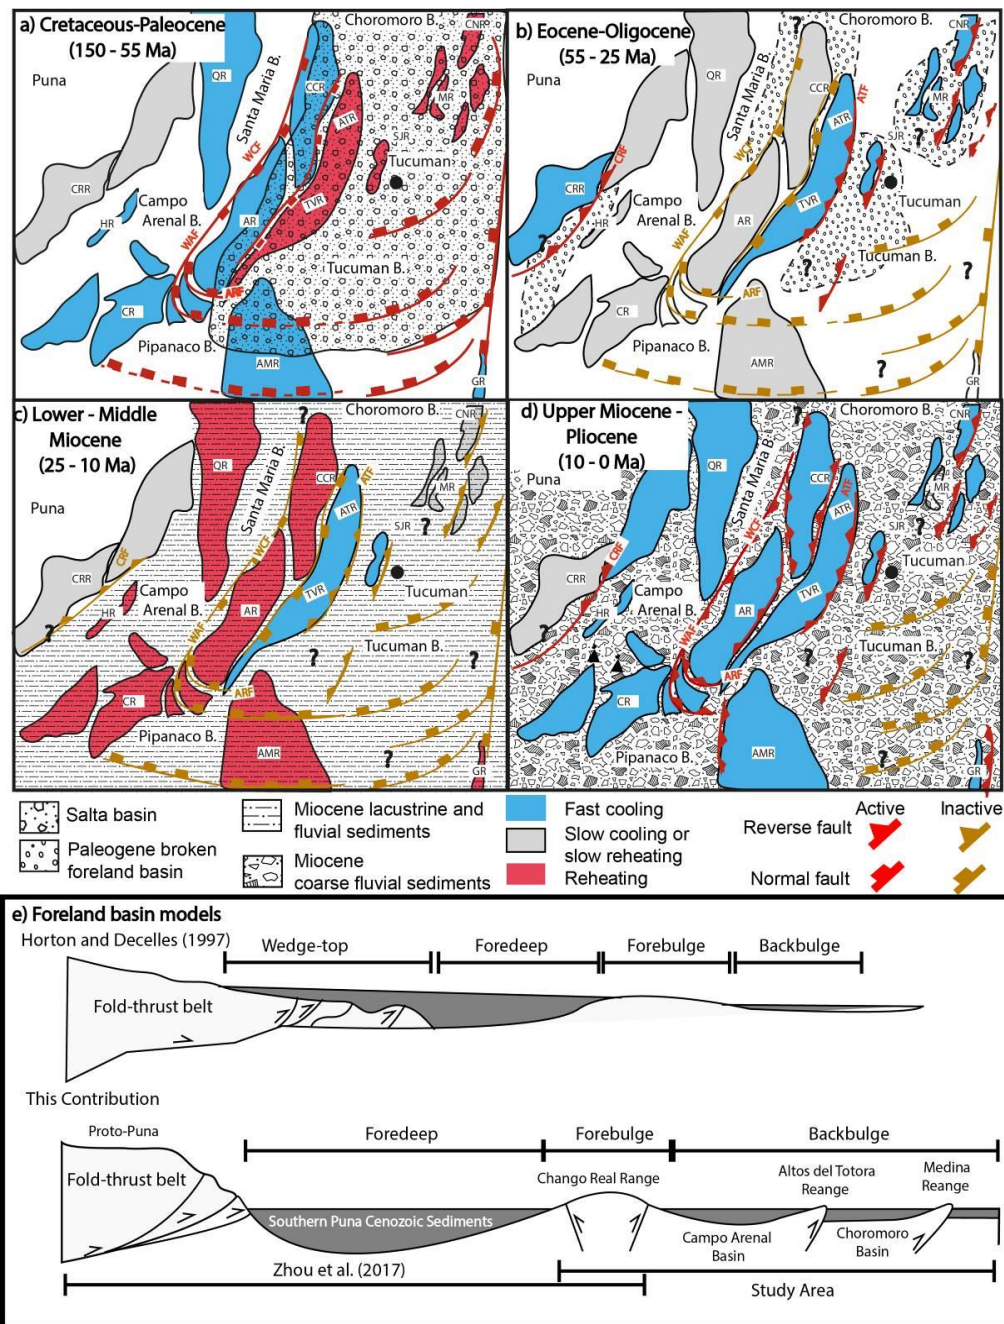 a) Cretaceous-Paleocene
(150 - 55 Ma)
Puna
QR
Santa Maria B.
Choromoro B.
CNR
CCR
MR
ATR
WCF
SJR
Tucuman
CRR
Campo
Arenal B.
HR
TVR
AR
WAF
Tucuman B.
ARF
CR
Pipanaco B.
AMR
GR
b) Eocene-Oligocene
(55 - 25 Ma)
Puna
QR
Santa Maria B.
?
Choromoro B.
CNR
CCR
MR
ATF
ATR
WCF
?
SJR
?
CRF
CRR
Campo
Arenal B.
HR
TVR
Tucuman
AR
WAF
?
Tucuman B.
?
ARF
CR
Pipanaco B.
AMR
?
GR
c) Lower - Middle
Miocene
(25 - 10 Ma)
Puna
QR
Santa Maria B.
?
Choromoro B.
CNR
CCR
MR
ATF
ATR
WCF
SJR
?
CRF
CRR
Campo
Arenal B.
HR
TVR
Tucuman
AR
?
WAF
?
Tucuman B.
?
ARF
CR
Pipanaco B.
AMR
?
GR
d) Upper Miocene -
Pliocene
(10 - 0 Ma)
Puna
QR
Santa Maria B.
?
Choromoro B.
CNR
CCR
MR
ATF
ATR
WCF
SJR
?
CRF
CRR
Campo
Arenal B.
HR
TVR
Tucuman
AR
?
WAF
?
Tucuman B.
?
ARF
CR
Pipanaco B.
AMR
?
GR
Salta basin
Paleogene broken
foreland basin
Miocene lacustrine and
fluvial sediments
Miocene
coarse fluvial sediments
Fast cooling
Slow cooling or
slow reheating
Reheating
Active
Inactive
Reverse fault
Normal fault
e) Foreland basin models
Horton and Decelles (1997)
Wedge-top
Foredeep
Forebulge
Backbulge
Fold-thrust belt
This Contribution
Proto-Puna
Foredeep
Forebulge
Backbulge
Fold-thrust belt
Chango Real Range
Altos del Totora
Reange
Medina
Reange
Southern Puna Cenozoic Sediments
Campo Arenal
Basin
Choromoro
Basin
Zhou et al. (2017)
Study Area